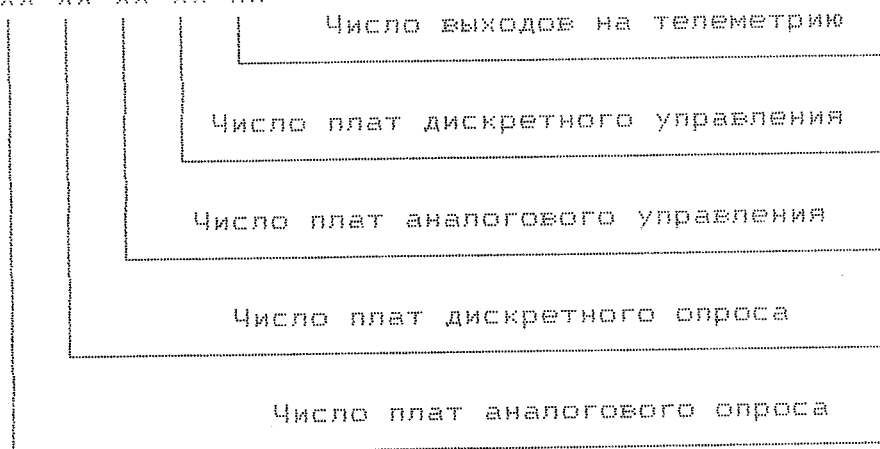 Число выходов на телеметрию
Число плат дискретного управления
Число плат аналогового управления
Число плат дискретного опроса
Число плат аналогового опроса